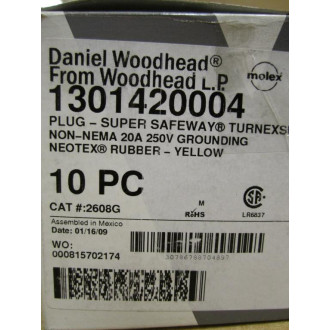 Daniel Woodhead®
From Woodhead L.P.
molex
1301420004
PLUG - SUPER SAFEWAY® TURNEX
NON-NEMA 20A 250V GROUNDING
NEOTEX® RUBBER - YELLOW
10 PC
CAT #:2608G
M
RoHS
LR6837
Assembled in Mexico
Date: 01/16/09
WO:
000815702174